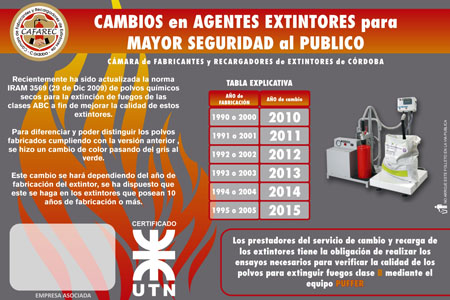 CAFAREC
CÓRDOBA
CAMBIOS en AGENTES EXTINTORES para
MAYOR SEGURIDAD al PUBLICO
CÁMARA de FABRICANTES y RECARGADORES de EXTINTORES de CÓRDOBA
Recientemente ha sido actualizada la norma
IRAM 3569 (29 de Dic 2009) de polvos químicos
secos para la extinción de fuegos de las
clases ABC a fin de mejorar la calidad de estos
extintores.
Para diferenciar y poder distinguir los polvos
fabricados cumpliendo con la versión anterior ,
se hizo un cambio de color pasando del gris al
verde.
Este cambio se hará dependiendo del año de
fabricación del extintor, se ha dispuesto que
este se haga en los extintores que posean 10
años de fabricación o más.
TABLA EXPLICATIVA
AÑO de FABRICACIÓN
AÑO de cambio
1990 o 2000 2010
1991 o 2001 2011
1992 o 2002 2012
1993 o 2003 2013
1994 o 2004 2014
1995 o 2005 2015
NO ARROJE ESTE FOLLETO EN LA VÍA PÚBLICA
CERTIFICADO
UTN
EMPRESA ASOCIADA
Los prestadores del servicio de cambio y recarga de
los extintores tiene la obligación de realizar los
ensayos necesarios para verificar la calidad de los
polvos para extinguir fuegos clase B mediante el
equipo PUFFER